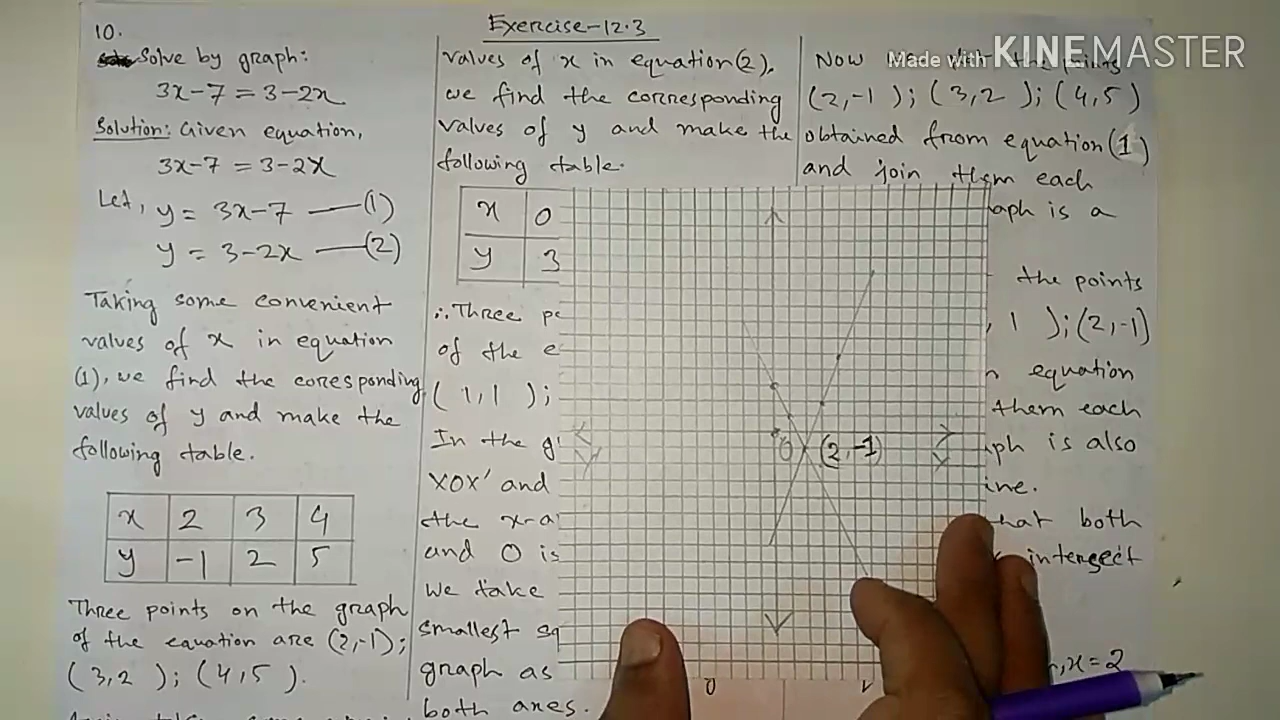 Exercise-12.3
10.
Solve by graph:
3x-7=3-2x
Solution: Given equation,
3x-7=3-2x
Let, y = 3x-7 —(1)
y = 3-2x —(2)
Taking some convenient
values of x in equation
(1), we find the coresponding
values of y and make the
following table.
x 2 3 4
y -1 2 5
Three points on the graph
of the equation are (2,-1);
(3,2); (4,5).
values of x in equation(2),
we find the corresponding
values of y and make the
following table.
x 0
y 3
∴Three
of the
(1,1);
In the
XOX' and
the x-a
and O is
We take
smallest
graph as
both axes.
Now
(2,-1); (3,2); (4,5)
obtained from equation(1)
and join them each
graph is a
the points
1); (2,-1)
equation
them each
graph is also
line.
that both
intersect
x=2
O (2,-1)
Made with KINEMASTER